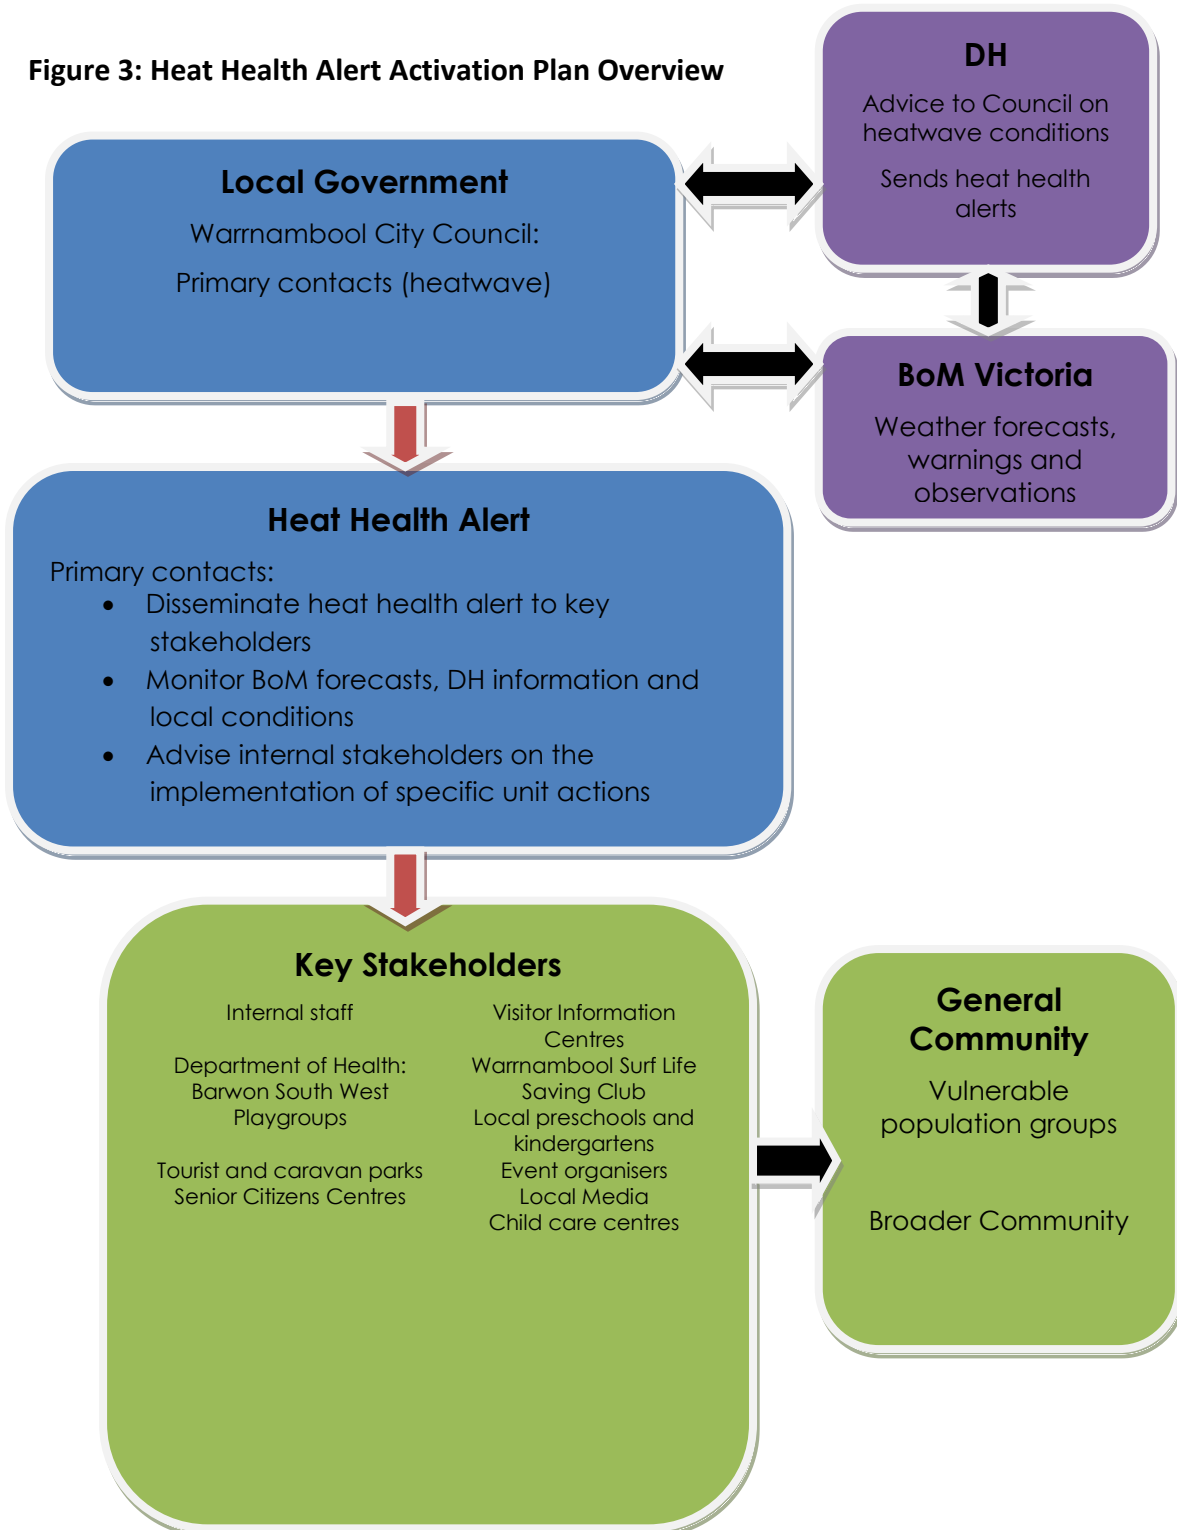 Figure 3: Heat Health Alert Activation Plan Overview
DH
Advice to Council on
heatwave conditions
Sends heat health
alerts
Local Government
Warrnambool City Council:
Primary contacts (heatwave)
BoM Victoria
Weather forecasts,
warnings and
observations
Heat Health Alert
Primary contacts:
• Disseminate heat health alert to key
stakeholders
• Monitor BoM forecasts, DH information and
local conditions
• Advise internal stakeholders on the
implementation of specific unit actions
Key Stakeholders
Internal staff
Department of Health:
Barwon South West
Playgroups
Tourist and caravan parks
Senior Citizens Centres
Visitor Information
Centres
Warrnambool Surf Life
Saving Club
Local preschools and
kindergartens
Event organisers
Local Media
Child care centres
General
Community
Vulnerable
population groups
Broader Community